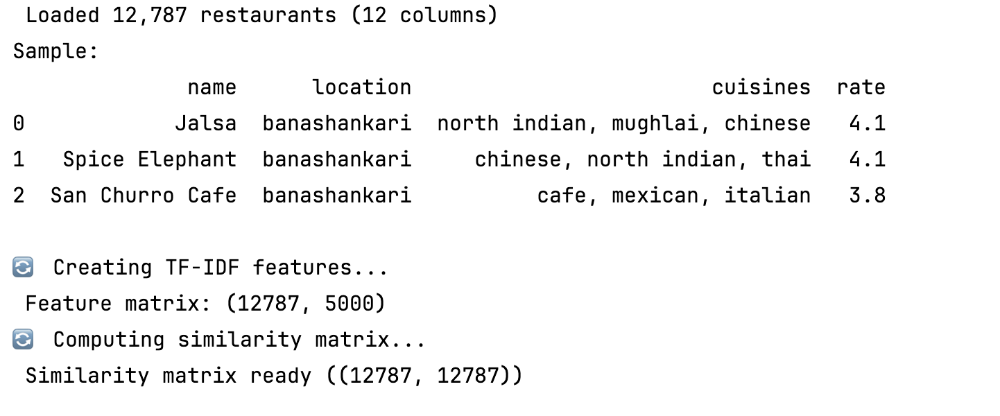 Loaded 12,787 restaurants (12 columns)
Sample:
name location cuisines rate
0 Jalsa banashankari north indian, mughlai, chinese 4.1
1 Spice Elephant banashankari chinese, north indian, thai 4.1
2 San Churro Cafe banashankari cafe, mexican, italian 3.8
🔄 Creating TF-IDF features...
Feature matrix: (12787, 5000)
🔄 Computing similarity matrix...
Similarity matrix ready ((12787, 12787))